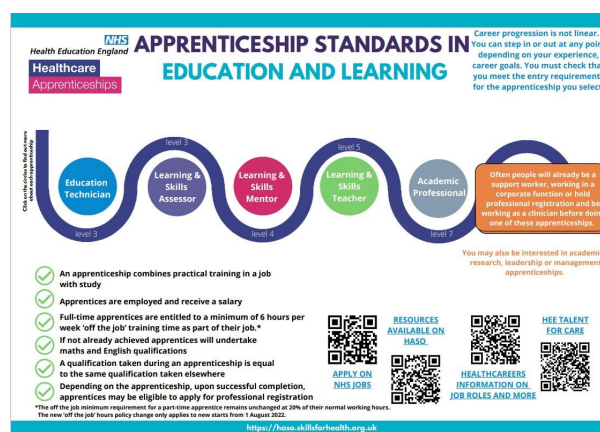 NHS
Health Education England
Healthcare
Apprenticeships
APPRENTICESHIP STANDARDS IN
EDUCATION AND LEARNING
Career progression is not linear.
You can step in or out at any poin
depending on your experience,
career goals. You must check tha
you meet the entry requirement
for the apprenticeship you select
Click on the circles to find out more
about each apprenticeship
level 3
level 5
Education
Technician
Learning &
Skills
Assessor
Learning &
Skills
Mentor
Learning &
Skills
Teacher
Academic
Professional
level 3
level 4
level 7
Often people will already be a
support worker, working in a
corporate function or hold
professional registration and be
working as a clinician before doin
one of these apprenticeships.
You may also be interested in academi
research, leadership or management
apprenticeships.
An apprenticeship combines practical training in a job
with study
Apprentices are employed and receive a salary
Full-time apprentices are entitled to a minimum of 6 hours per
week 'off the job' training time as part of their job.*
If not already achieved apprentices will undertake
maths and English qualifications
A qualification taken during an apprenticeship is equal
to the same qualification taken elsewhere
Depending on the apprenticeship, upon successful completion,
apprentices may be eligible to apply for professional registration
APPLY ON
NHS JOBS
RESOURCES
AVAILABLE ON
HASO
HEALTHCAREERS
INFORMATION ON
JOB ROLES AND MORE
HEE TALENT
FOR CARE
*The off the job minimum requirement for a part-time apprentice remains unchanged at 20% of their normal working hours.
The new 'off the job' hours policy change only applies to new starts from 1 August 2022.
https://haso.skillsforhealth.org.uk